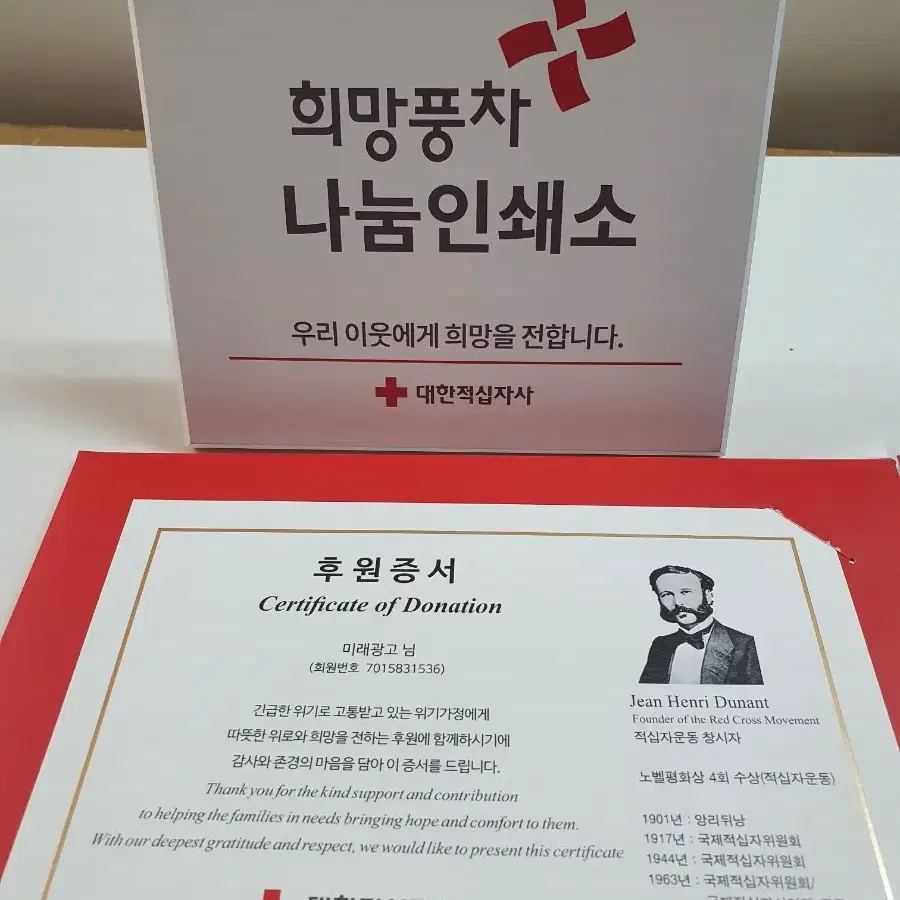 희망풍차
나눔인쇄소
우리 이웃에게 희망을 전합니다.
대한적십자사
후원증서
Certificate of Donation
미래광고 님
(회원번호 7015831536)
긴급한 위기로 고통받고 있는 위기가정에게
따뜻한 위로와 희망을 전하는 후원에 함께하시기에
감사와 존경의 마음을 담아 이 증서를 드립니다.
Thank you for the kind support and contribution
to helping the families in needs bringing hope and comfort to them.
With our deepest gratitude and respect, we would like to present this certificate
Jean Henri Dunant
Founder of the Red Cross Movement
적십자운동 창시자
노벨평화상 4회 수상(적십자운동)
1901년 : 앙리뒤낭
1917년 : 국제적십자위원회
1944년 : 국제적십자위원회
1963년 : 국제적십자위원회/